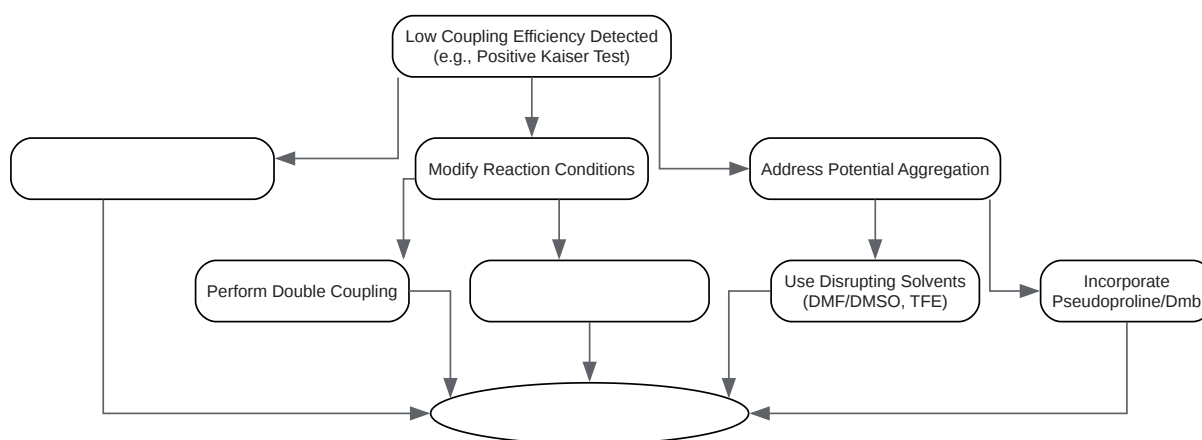 Low Coupling Efficiency Detected
(e.g., Positive Kaiser Test)
Modify Reaction Conditions
Address Potential Aggregation
Perform Double Coupling
Use Disrupting Solvents
(DMF/DMSO, TFE)
Incorporate
Pseudoproline/Dmb